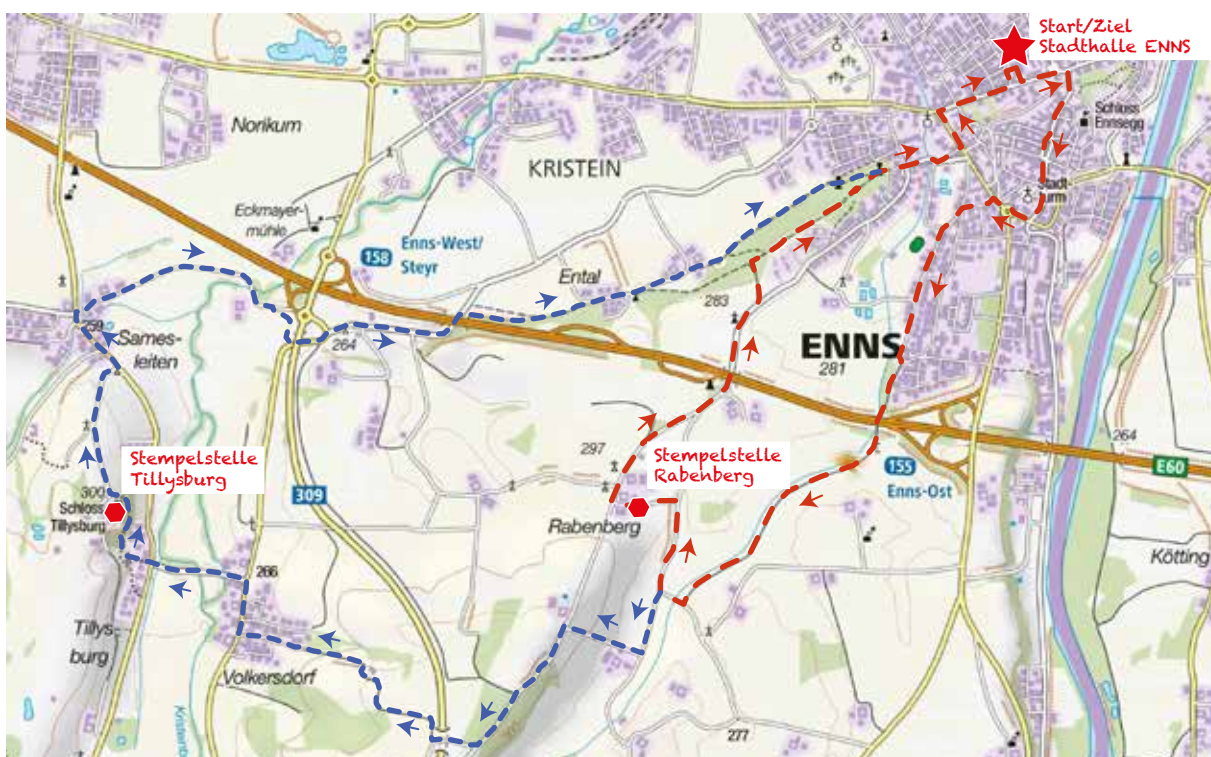 Start/Ziel
Stadthalle ENNS
Norikum
Schloss
Ennsegg
KRISTEIN
Stadt-
turm
Eckmayer-
mühle
158
Enns-West/
Steyr
Ental
283
259
Sames-
leiten
264
ENNS
281
264
E60
Stempelstelle
Tillysburg
297
Stempelstelle
Rabenberg
155
Enns-Ost
300
Schloss
Tillysburg
309
Rabenberg
Kötting
266
Tillys-
burg
Volkersdorf
277